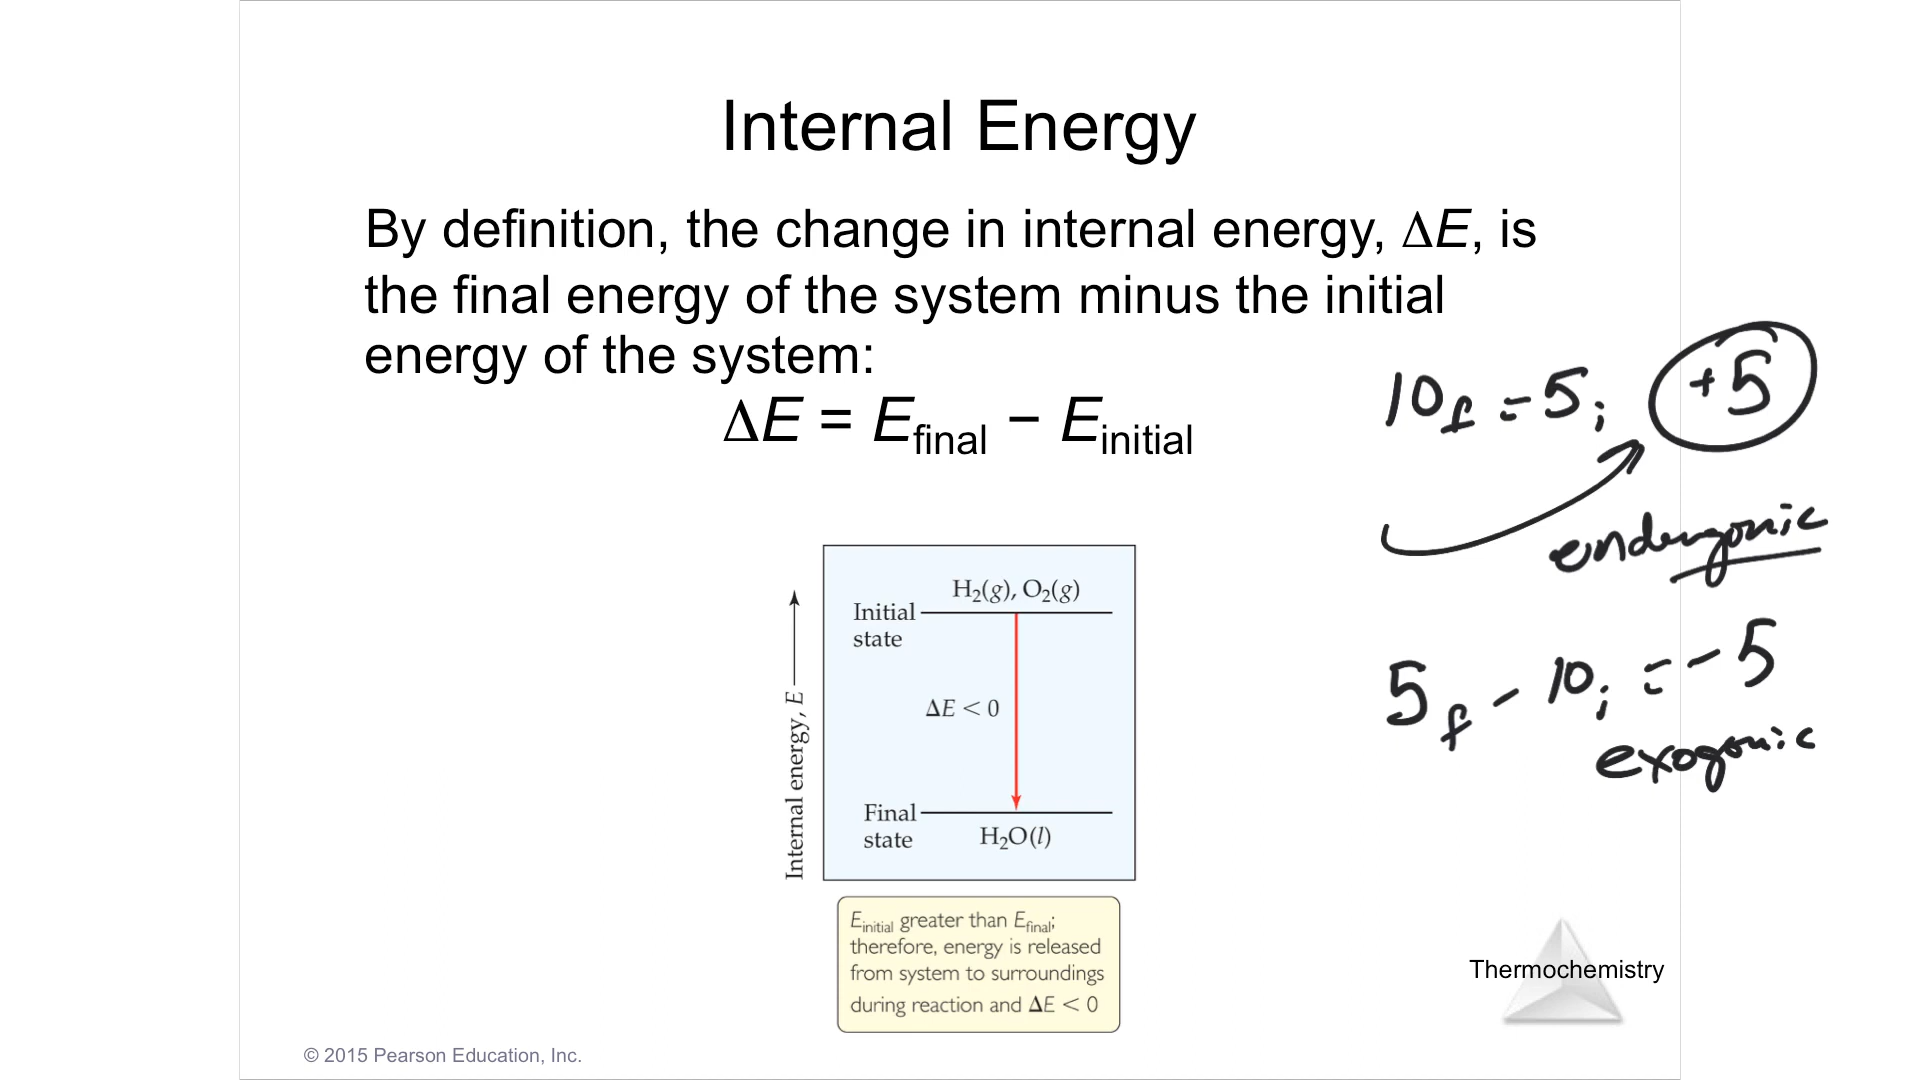 Internal Energy
By definition, the change in internal energy, ΔE, is
the final energy of the system minus the initial
energy of the system:
ΔE = Efinal − Einitial
10f = 5i +5
endergonic
5f - 10i = -5
exogonic
Internal energy, E
H₂(g), O₂(g)
Initial
state
ΔE < 0
Final
state
H₂O(l)
Einitial greater than Efinal;
therefore, energy is released
from system to surroundings
during reaction and ΔE < 0
Thermochemistry
© 2015 Pearson Education, Inc.